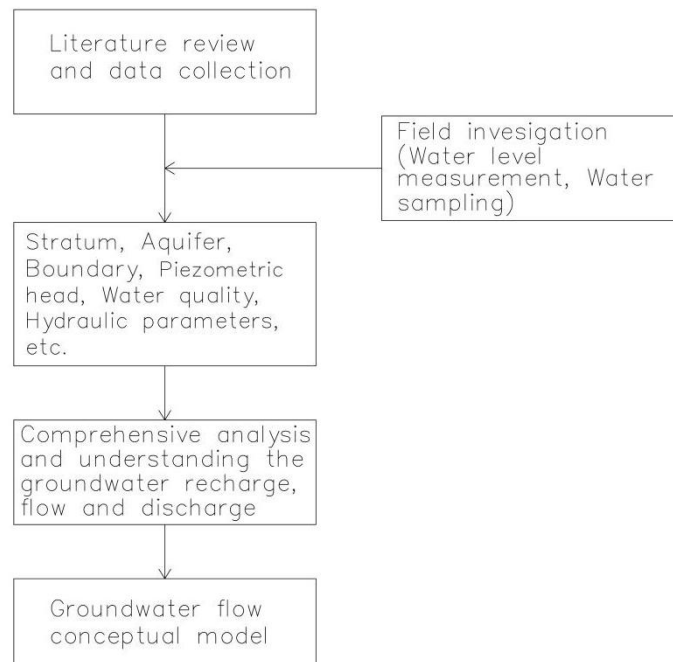 Literature review
and data collection
Field invesigation
(Water level
measurement, Water
sampling)
Stratum, Aquifer,
Boundary, Piezometric
head, Water quality,
Hydraulic parameters,
etc.
Comprehensive analysis
and understanding the
groundwater recharge,
flow and discharge
Groundwater flow
conceptual model